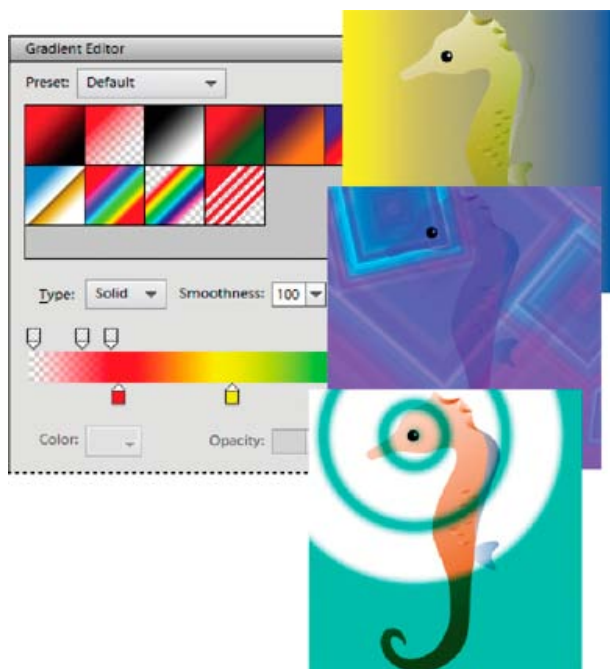 Gradient Editor
Preset: Default
Type: Solid Smoothness: 100
Color: Opacity: